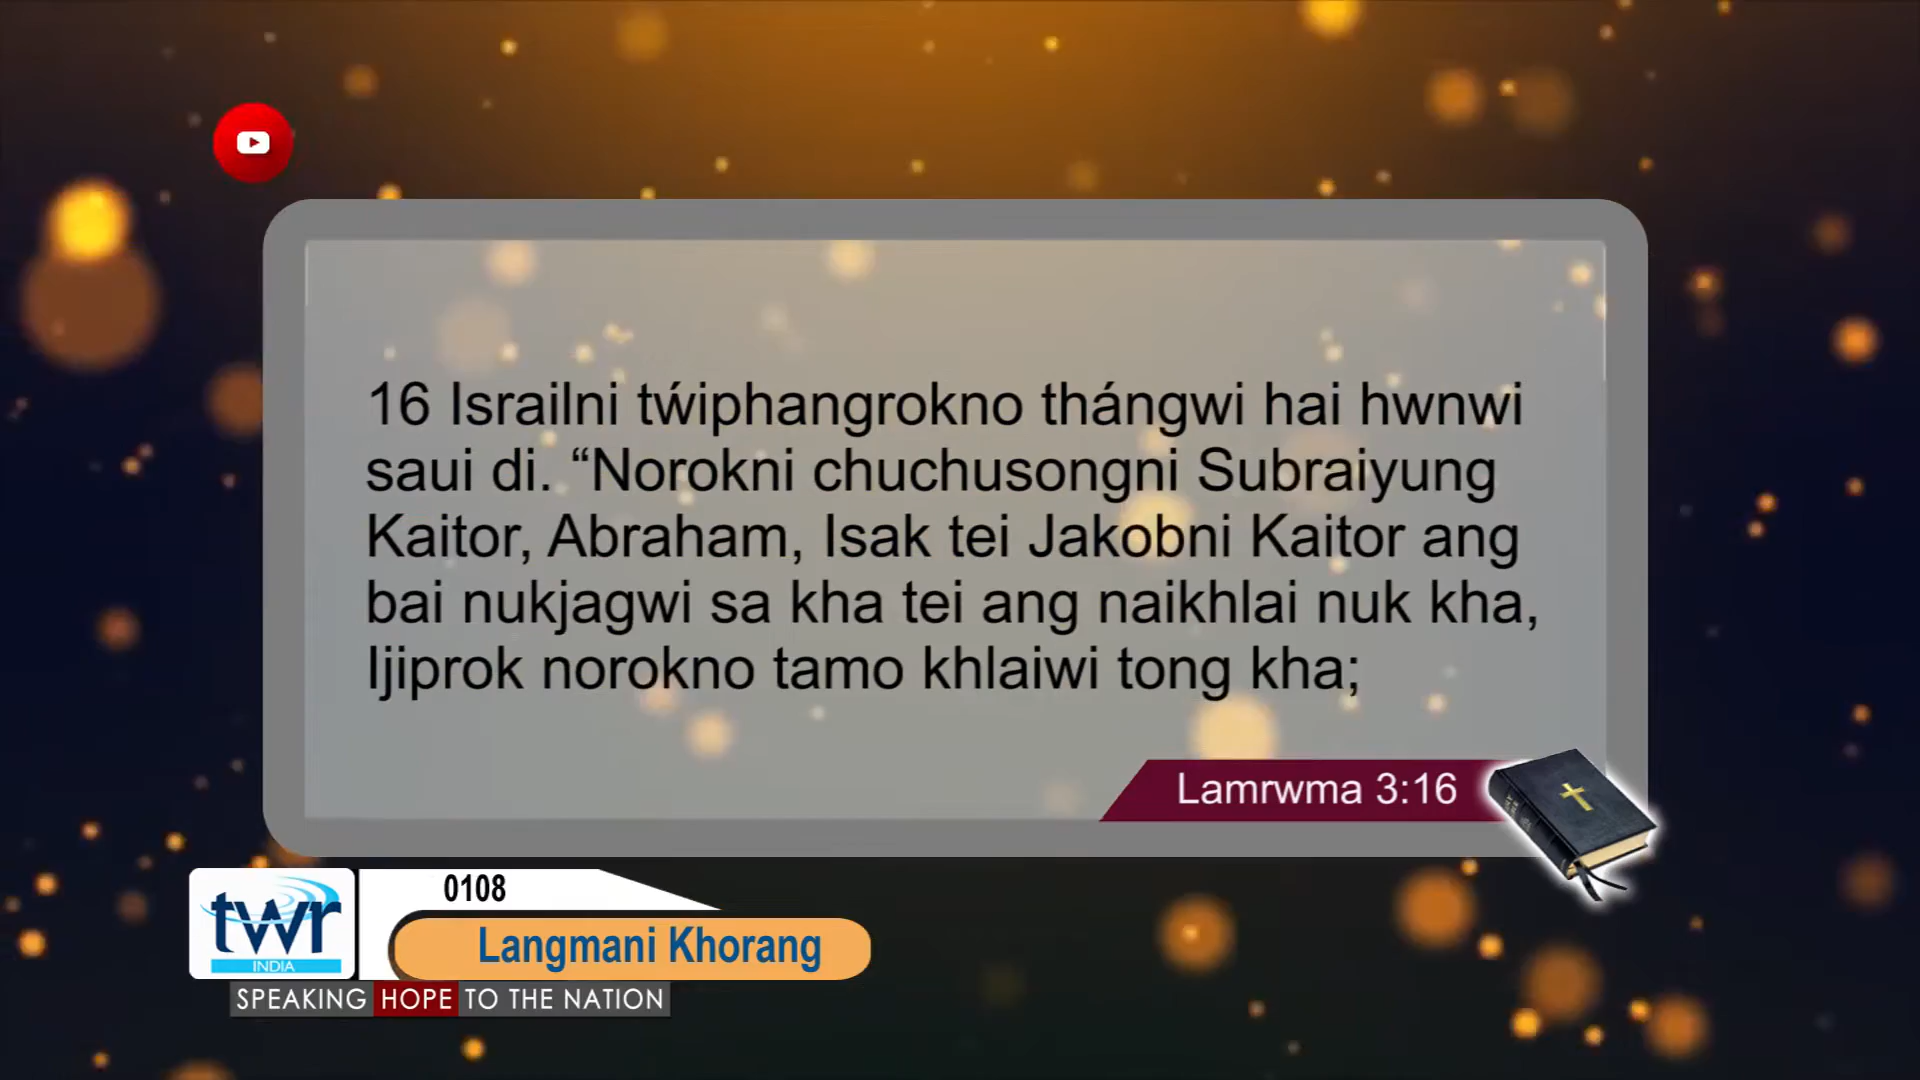 16 Israilni tẃiphangrokno thángwi hai hwnwi
saui di. “Norokni chuchusongni Subraiyung
Kaitor, Abraham, Isak tei Jakobni Kaitor ang
bai nukjagwi sa kha tei ang naikhlai nuk kha,
Ijiprok norokno tamo khlaiwi tong kha;
Lamrwma 3:16
0108
twr
INDIA
Langmani Khorang
SPEAKING HOPE TO THE NATION